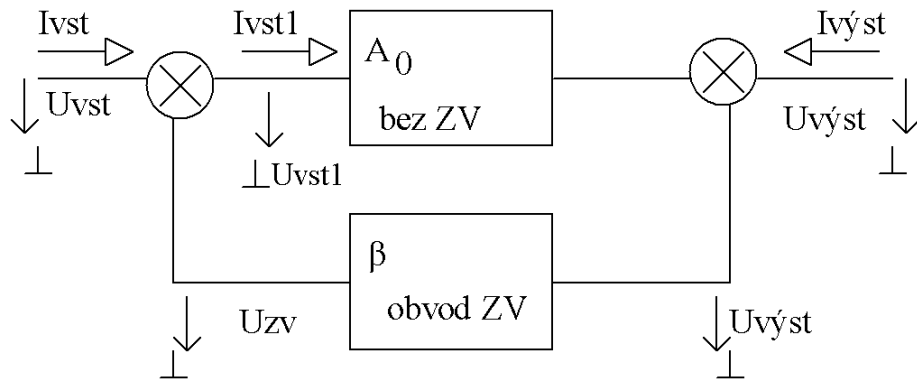 Ivst
Ivst1
Ivýst
A0
bez ZV
Uvst
Uvst1
Uvýst
β
obvod ZV
Uzv
Uvýst